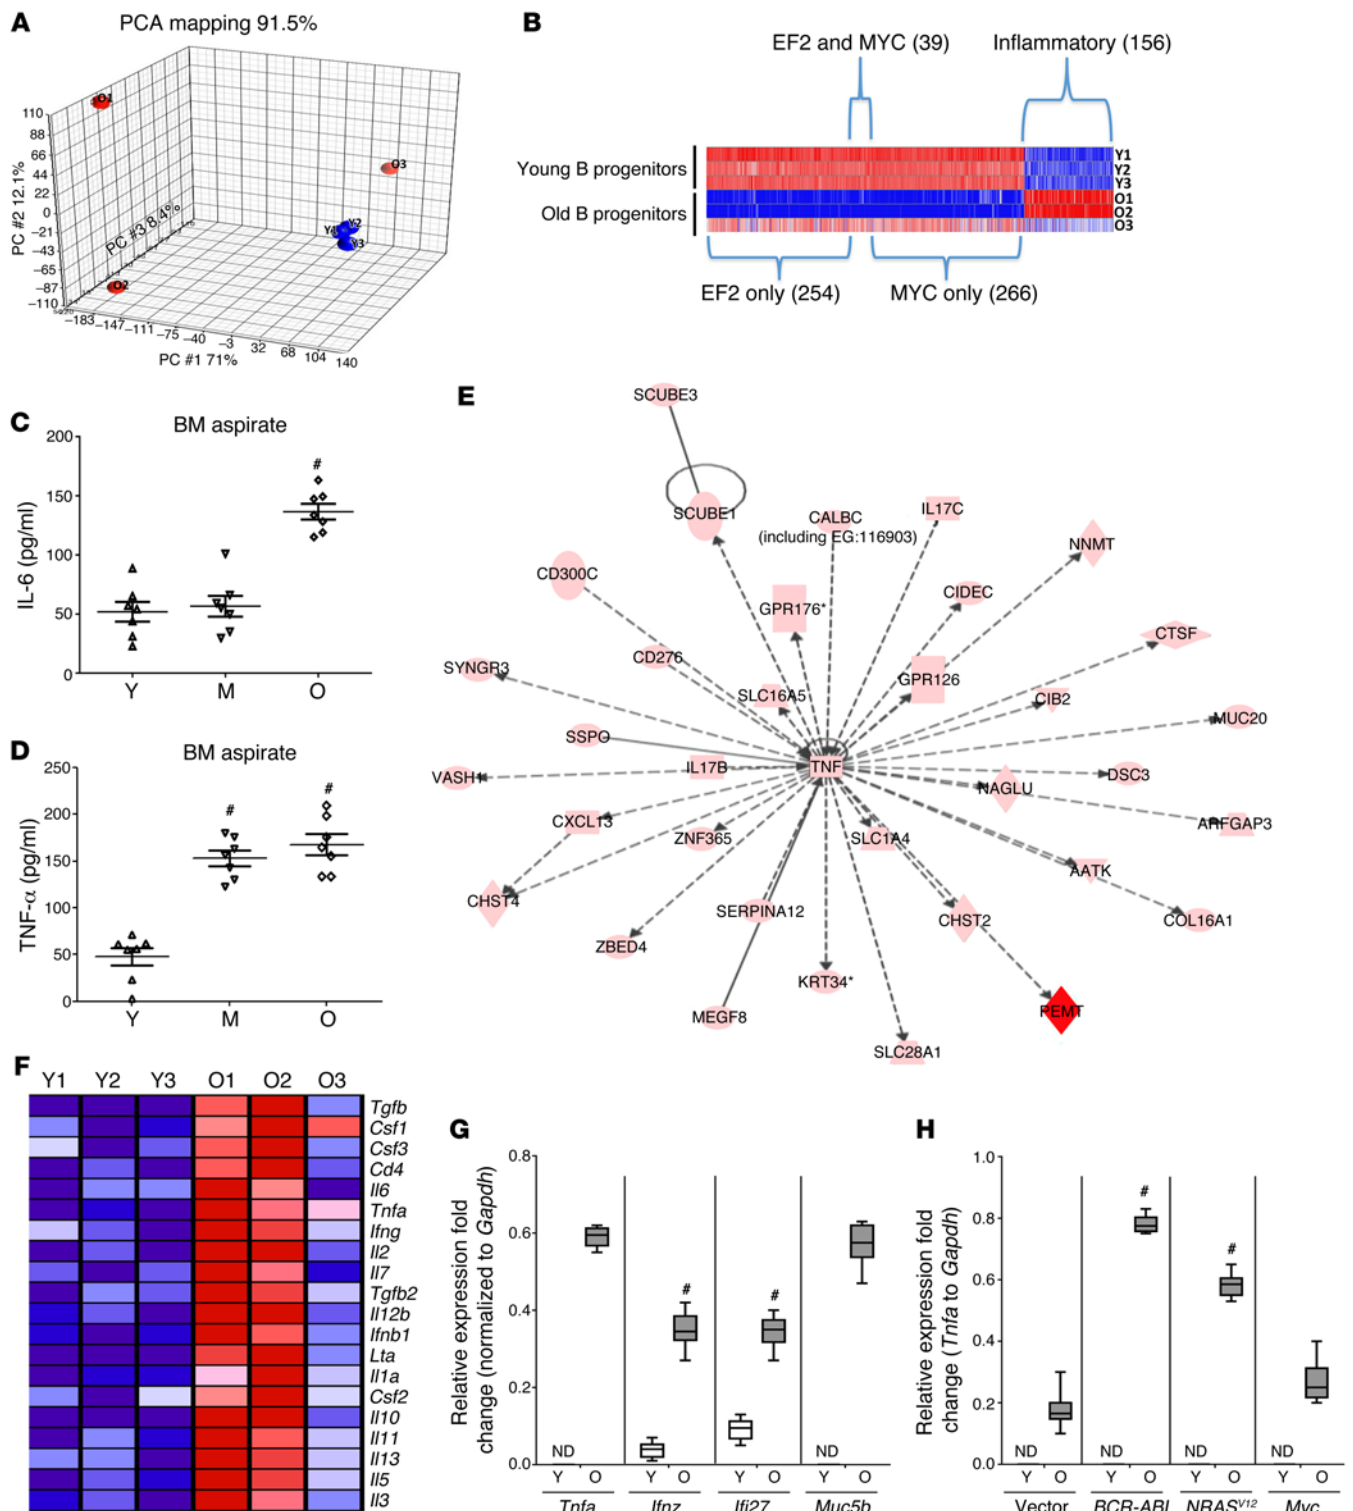 A
PCA mapping 91.5%
O1
O3
Y2
Y1
Y3
O2
PC #2 12.1%
110
88
66
44
22
0
−21
−43
−65
−87
−110
PC #3 8.4%
−183
−147
−111
−75
−40
−3
32
68
104
140
PC #1 71%
B
EF2 and MYC (39)
Inflammatory (156)
Young B progenitors
Old B progenitors
Y1
Y2
Y3
O1
O2
O3
EF2 only (254)
MYC only (266)
C
BM aspirate
IL-6 (pg/ml)
200
150
100
50
0
#
Y M O
D
BM aspirate
TNF-α (pg/ml)
250
200
150
100
50
0
# #
Y M O
E
SCUBE3
SCUBE1
CALBC
(including EG:116903)
IL17C
NNMT
CD300C
GPR176*
CIDEC
CTSF
SYNGR3
CD276
SLC16A5
GPR126
CIB2
MUC20
SSPO
VASH1
IL17B
TNF
NAGLU
DSC3
CXCL13
ZNF365
SLC1A4
ARFGAP3
AATK
CHST4
SERPINA12
CHST2
COL16A1
ZBED4
KRT34*
MEGF8
PEMT
SLC28A1
F
Y1 Y2 Y3 O1 O2 O3
Tgfb
Csf1
Csf3
Cd4
Il6
Tnfa
Ifng
Il2
Il7
Tgfb2
Il12b
Ifnb1
Lta
Il1a
Csf2
Il10
Il11
Il13
Il5
Il3
G
Relative expression fold
change (normalized to Gapdh)
0.8
0.6
0.4
0.2
0.0
ND # # ND
Y O Y O Y O Y O
Tnfa Ifnz Ifi27 Muc5b
H
Relative expression fold
change (Tnfa to Gapdh)
1.0
0.8
0.6
0.4
0.2
0.0
# #
ND ND ND ND
Y O Y O Y O Y O
Vector BCR-ABL NRASV12 Myc